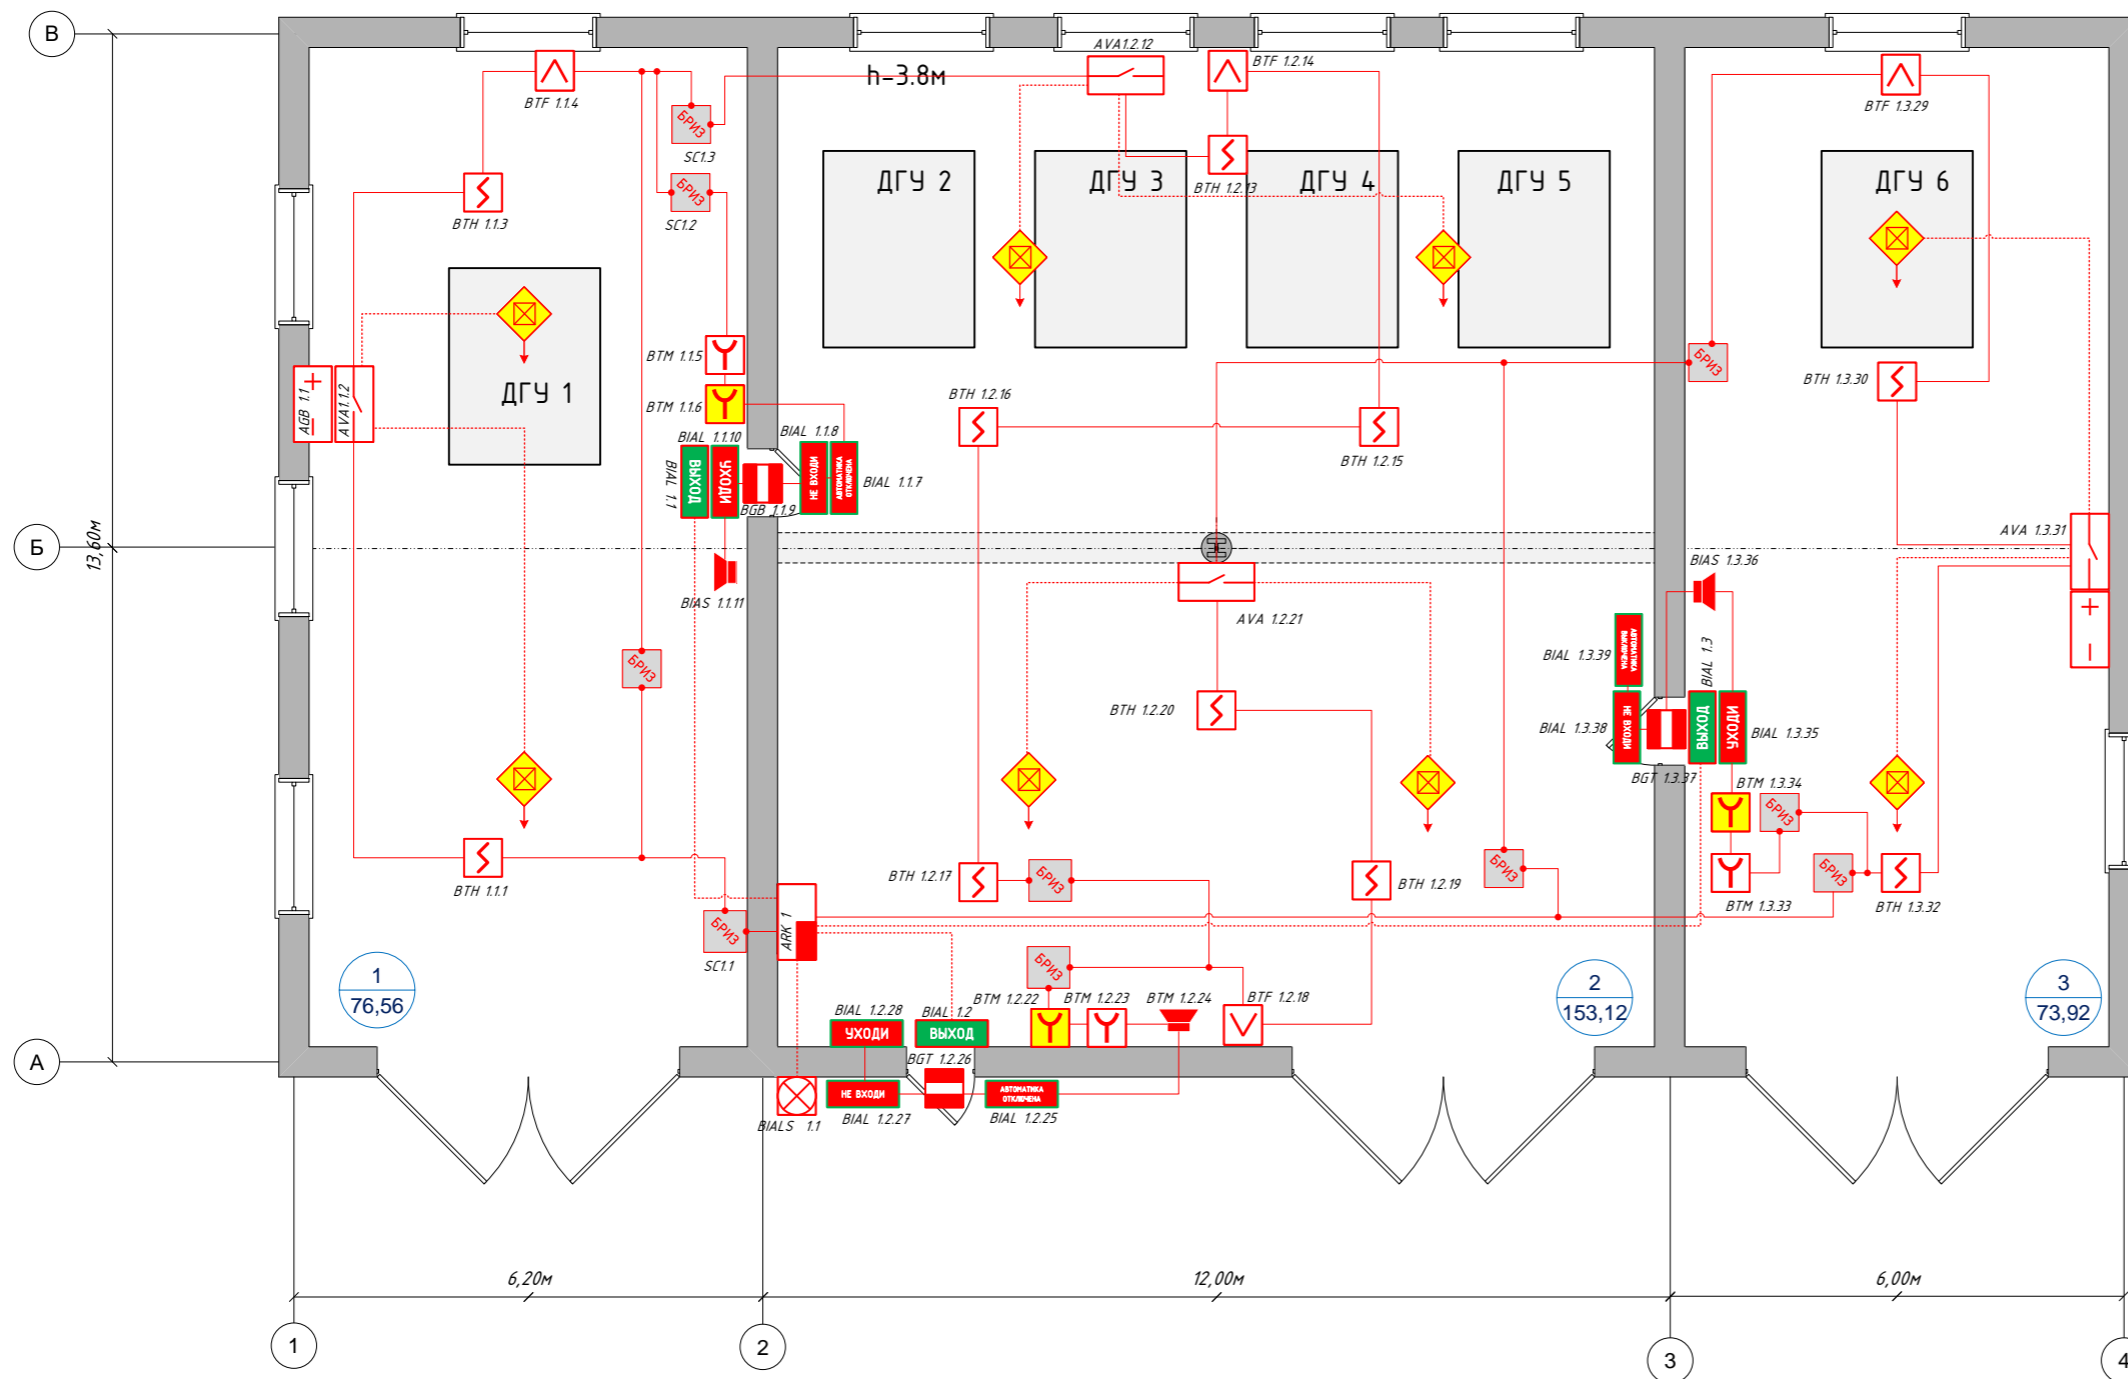 В
AVA1.2.12
h=3.8м
BTF 1.2.14
BTF 1.1.4
BTF 1.3.29
БРИЗ
SC1.3
БРИЗ
SC1.2
BTH 1.1.3
BTH 1.2.13
ДГУ 2
ДГУ 3
ДГУ 4
ДГУ 5
ДГУ 6
ДГУ 1
BTM 1.1.5
BTM 1.1.6
БРИЗ
BTH 1.3.30
AGB 1.1
AVA1.1.2
BTH 1.2.16
BTH 1.2.15
BIAL 1.1.10
BIAL 1.1.8
BIAL 1.1
ВЫХОД
УХОДИ
НЕ ВХОДИ
АВТОМАТИКА
ОТКЛЮЧЕНА
BIAL 1.1.7
BGB 1.1.9
Б
13,60м
AVA 1.3.31
BIAS 1.1.11
BIAS 1.3.36
AVA 1.2.21
БРИЗ
BIAL 1.3.39
BIAL 1.3
BTH 1.2.20
BIAL 1.3.38
НЕ ВХОДИ
ВЫХОД
УХОДИ
BIAL 1.3.35
BGT 1.3.37
BTM 1.3.34
БРИЗ
BTH 1.1.1
BTH 1.2.17
БРИЗ
BTH 1.2.19
БРИЗ
БРИЗ
BTM 1.3.33
BTH 1.3.32
БРИЗ
SC1.1
ARK 1
БРИЗ
1
76,56
2
153,12
3
73,92
BIAL 1.2.28
BIAL 1.2
BTM 1.2.22
BTM 1.2.23
BTM 1.2.24
BTF 1.2.18
УХОДИ
ВЫХОД
А
BGT 1.2.26
НЕ ВХОДИ
АВТОМАТИКА
ОТКЛЮЧЕНА
BIALS 1.1
BIAL 1.2.27
BIAL 1.2.25
6,20м
12,00м
6,00м
1
2
3
4